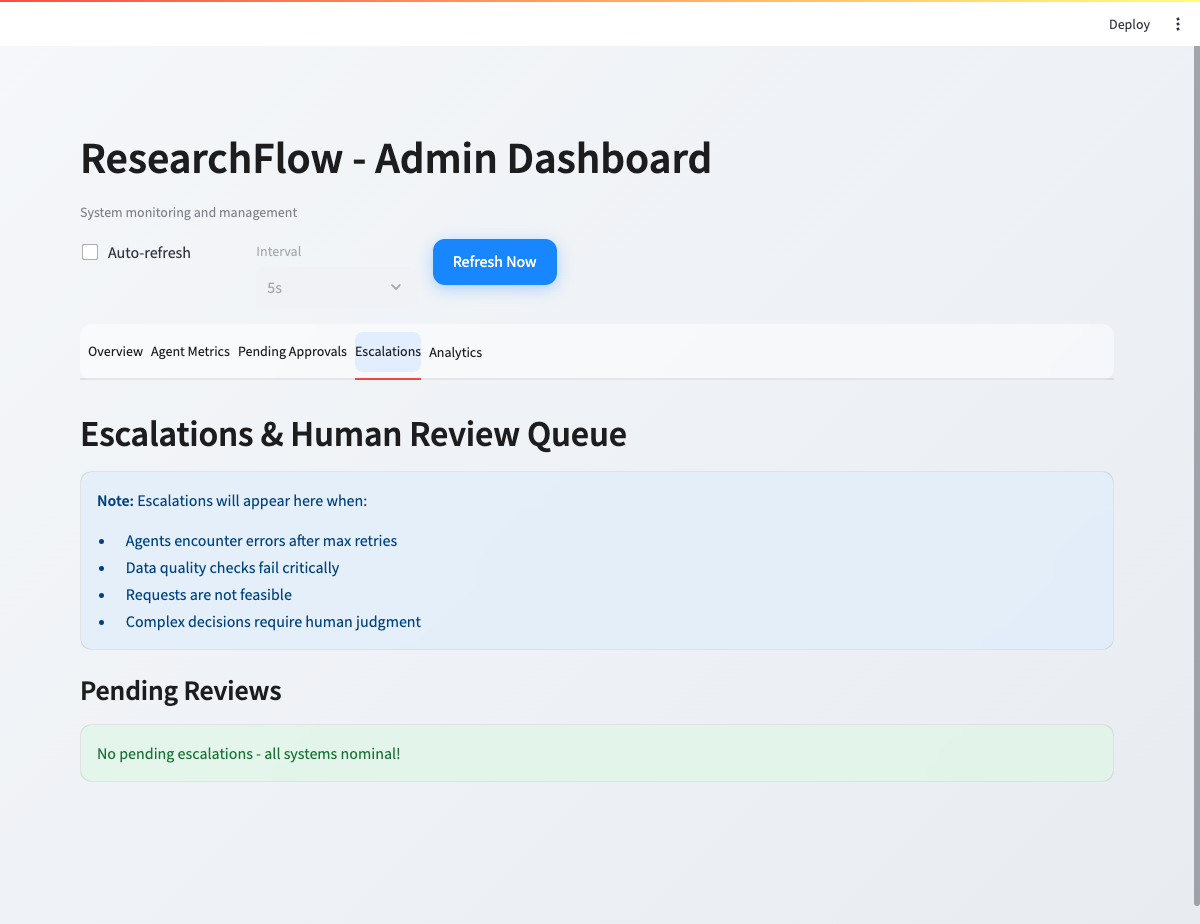 Deploy
ResearchFlow - Admin Dashboard
System monitoring and management
Auto-refresh
Interval
5s
Refresh Now
Overview Agent Metrics Pending Approvals Escalations Analytics
Escalations & Human Review Queue
Note: Escalations will appear here when:
• Agents encounter errors after max retries
• Data quality checks fail critically
• Requests are not feasible
• Complex decisions require human judgment
Pending Reviews
No pending escalations - all systems nominal!